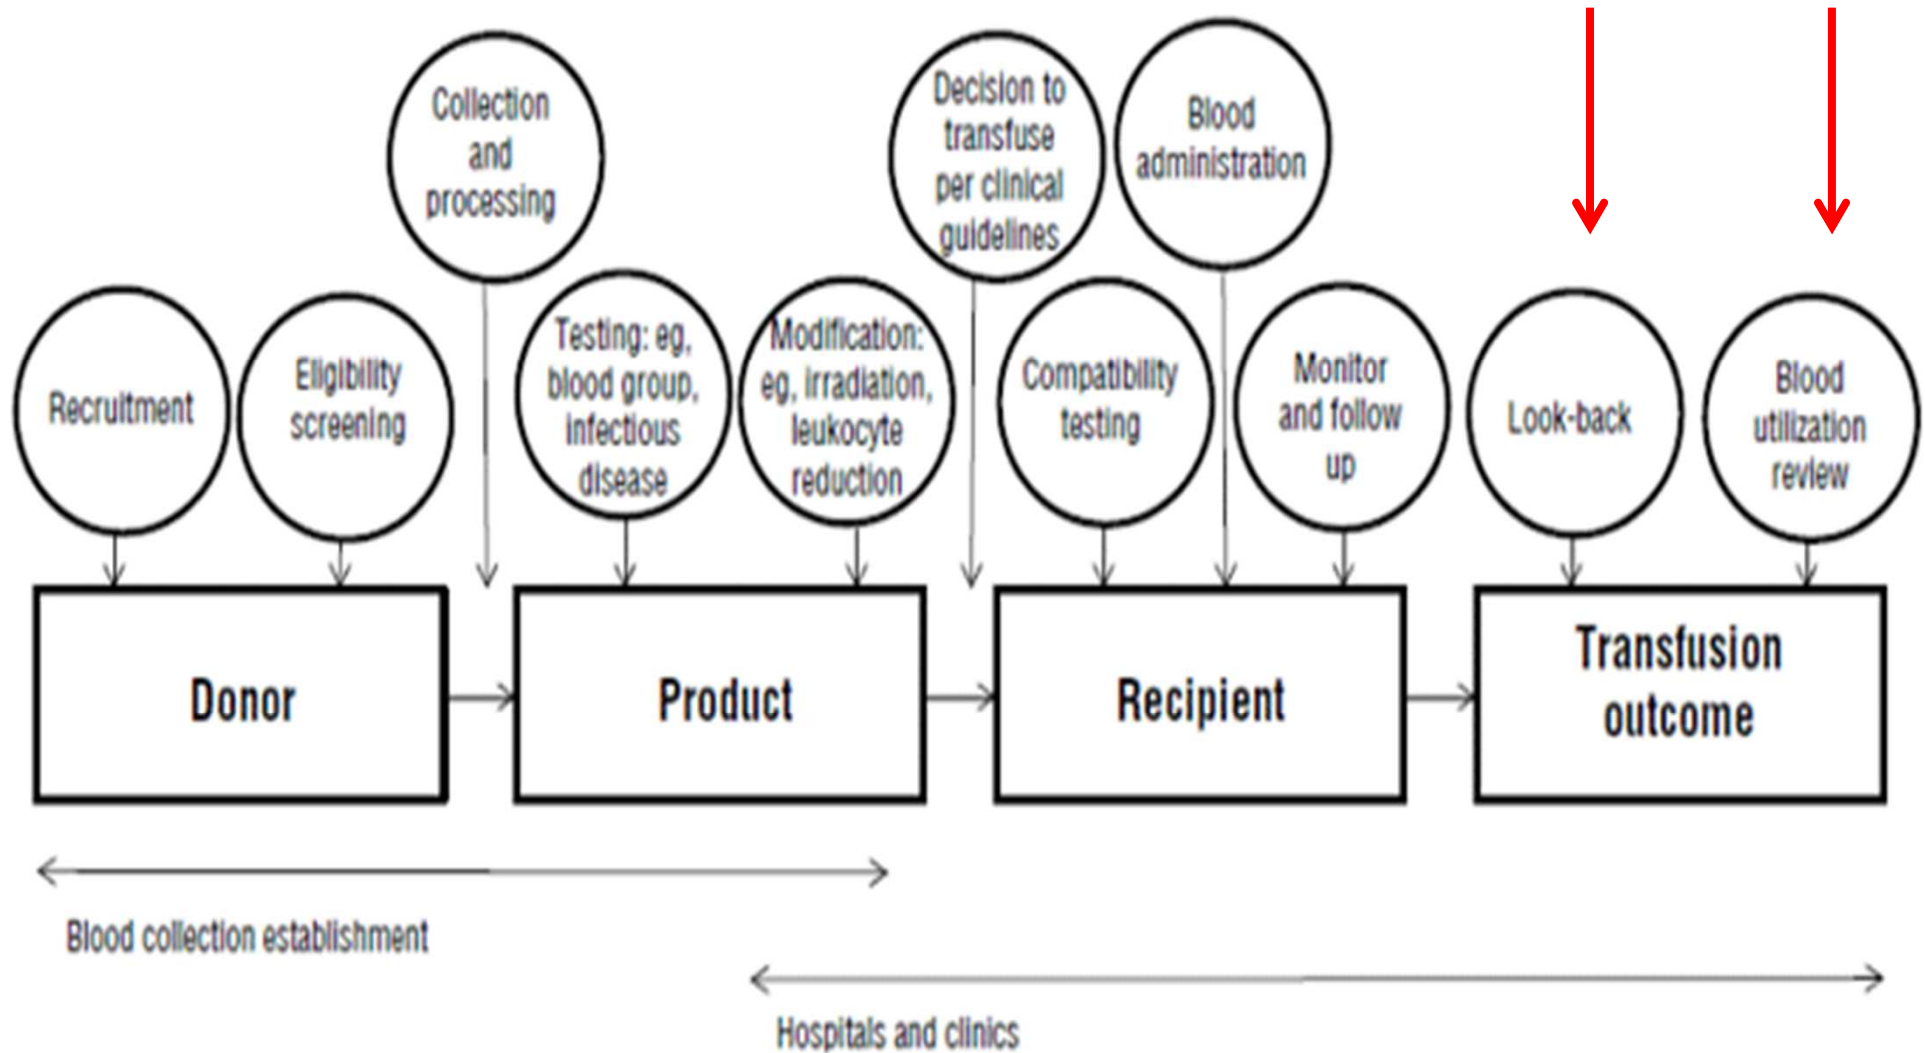 Collection
and
processing
Decision to
transfuse
per clinical
guidelines
Blood
administration
Recruitment
Eligibility
screening
Testing: eg,
blood group,
infectious
disease
Modification:
eg, irradiation,
leukocyte
reduction
Compatibility
testing
Monitor
and follow
up
Look-back
Blood
utilization
review
Donor
Product
Recipient
Transfusion
outcome
Blood collection establishment
Hospitals and clinics